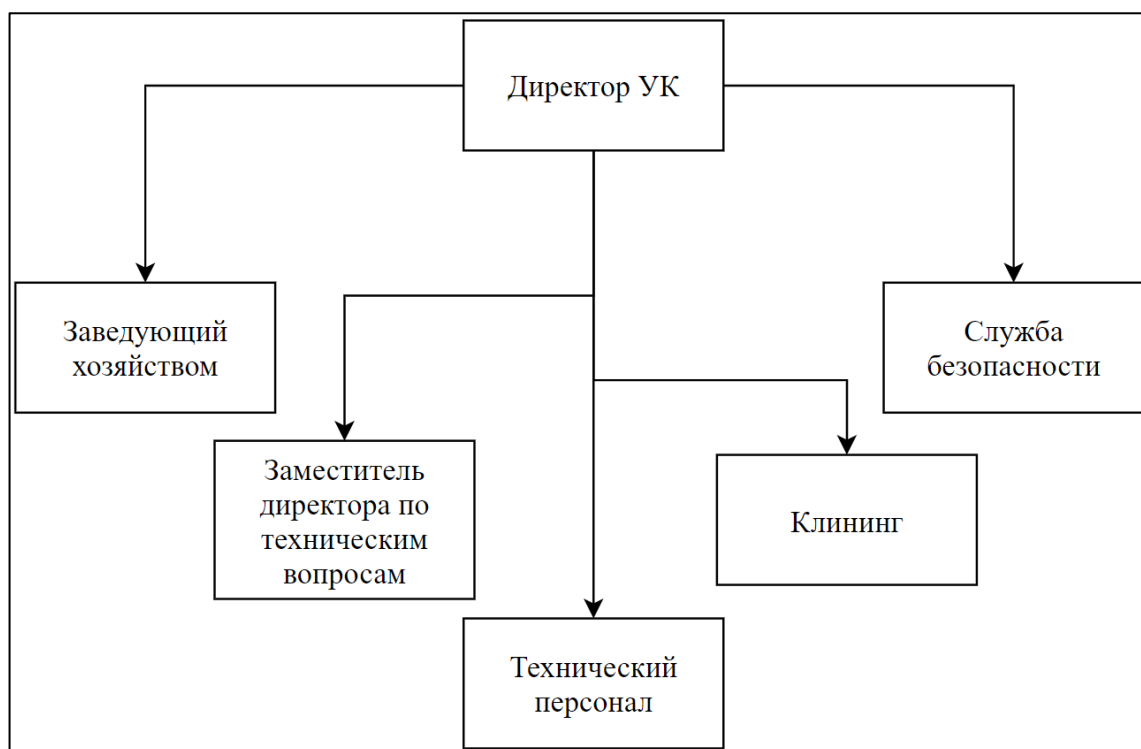 Директор УК
Заведующий
хозяйством
Служба
безопасности
Заместитель
директора по
техническим
вопросам
Клининг
Технический
персонал